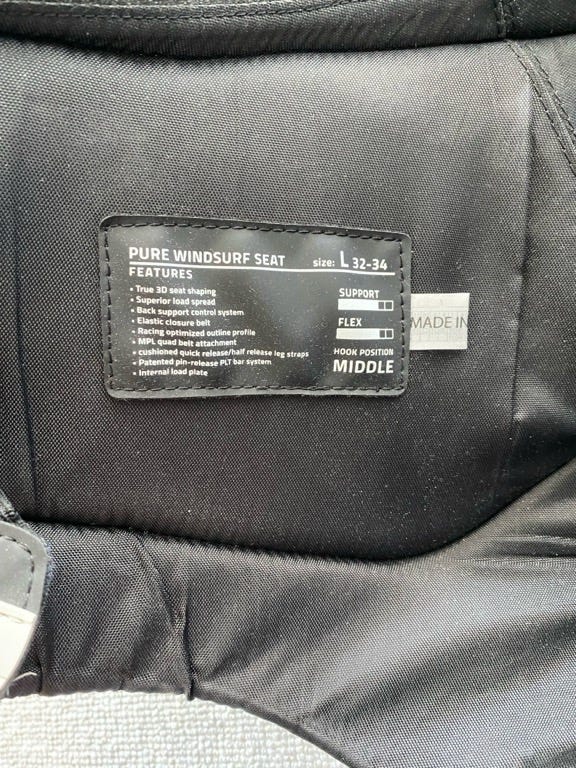 PURE WINDSURF SEAT size: L 32-34
FEATURES
• True 3D seat shaping
• Superior load spread
• Back support control system
• Elastic closure belt
• Racing optimized outline profile
• MPL quad belt attachment
• cushioned quick release/half release leg straps
• Patented pin-release PLT bar system
• Internal load plate
SUPPORT
FLEX
HOOK POSITION
MIDDLE
MADE IN